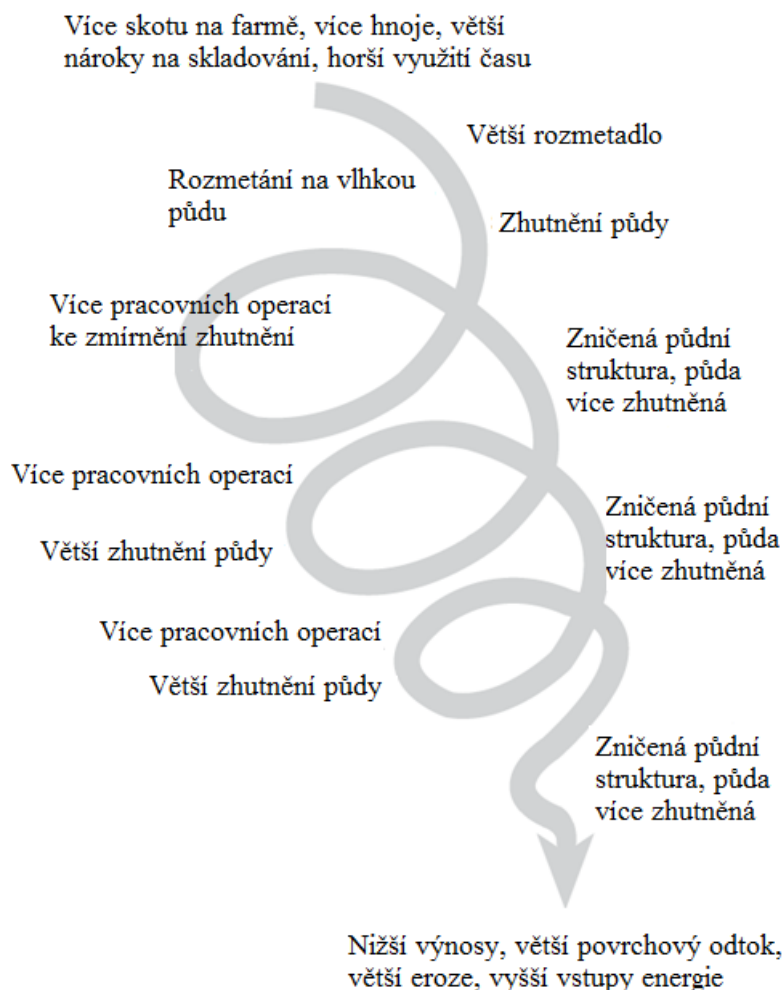 Více skotu na farmě, více hnoje, větší
nároky na skladování, horší využití času
Větší rozmetadlo
Rozmetání na vlhkou
půdu
Zhutnění půdy
Více pracovních operací
ke zmírnění zhutnění
Zničená půdní
struktura, půda
více zhutněná
Více pracovních operací
Zničená půdní
struktura, půda
více zhutněná
Větší zhutnění půdy
Více pracovních operací
Větší zhutnění půdy
Zničená půdní
struktura, půda
více zhutněná
Nižší výnosy, větší povrchový odtok,
větší eroze, vyšší vstupy energie